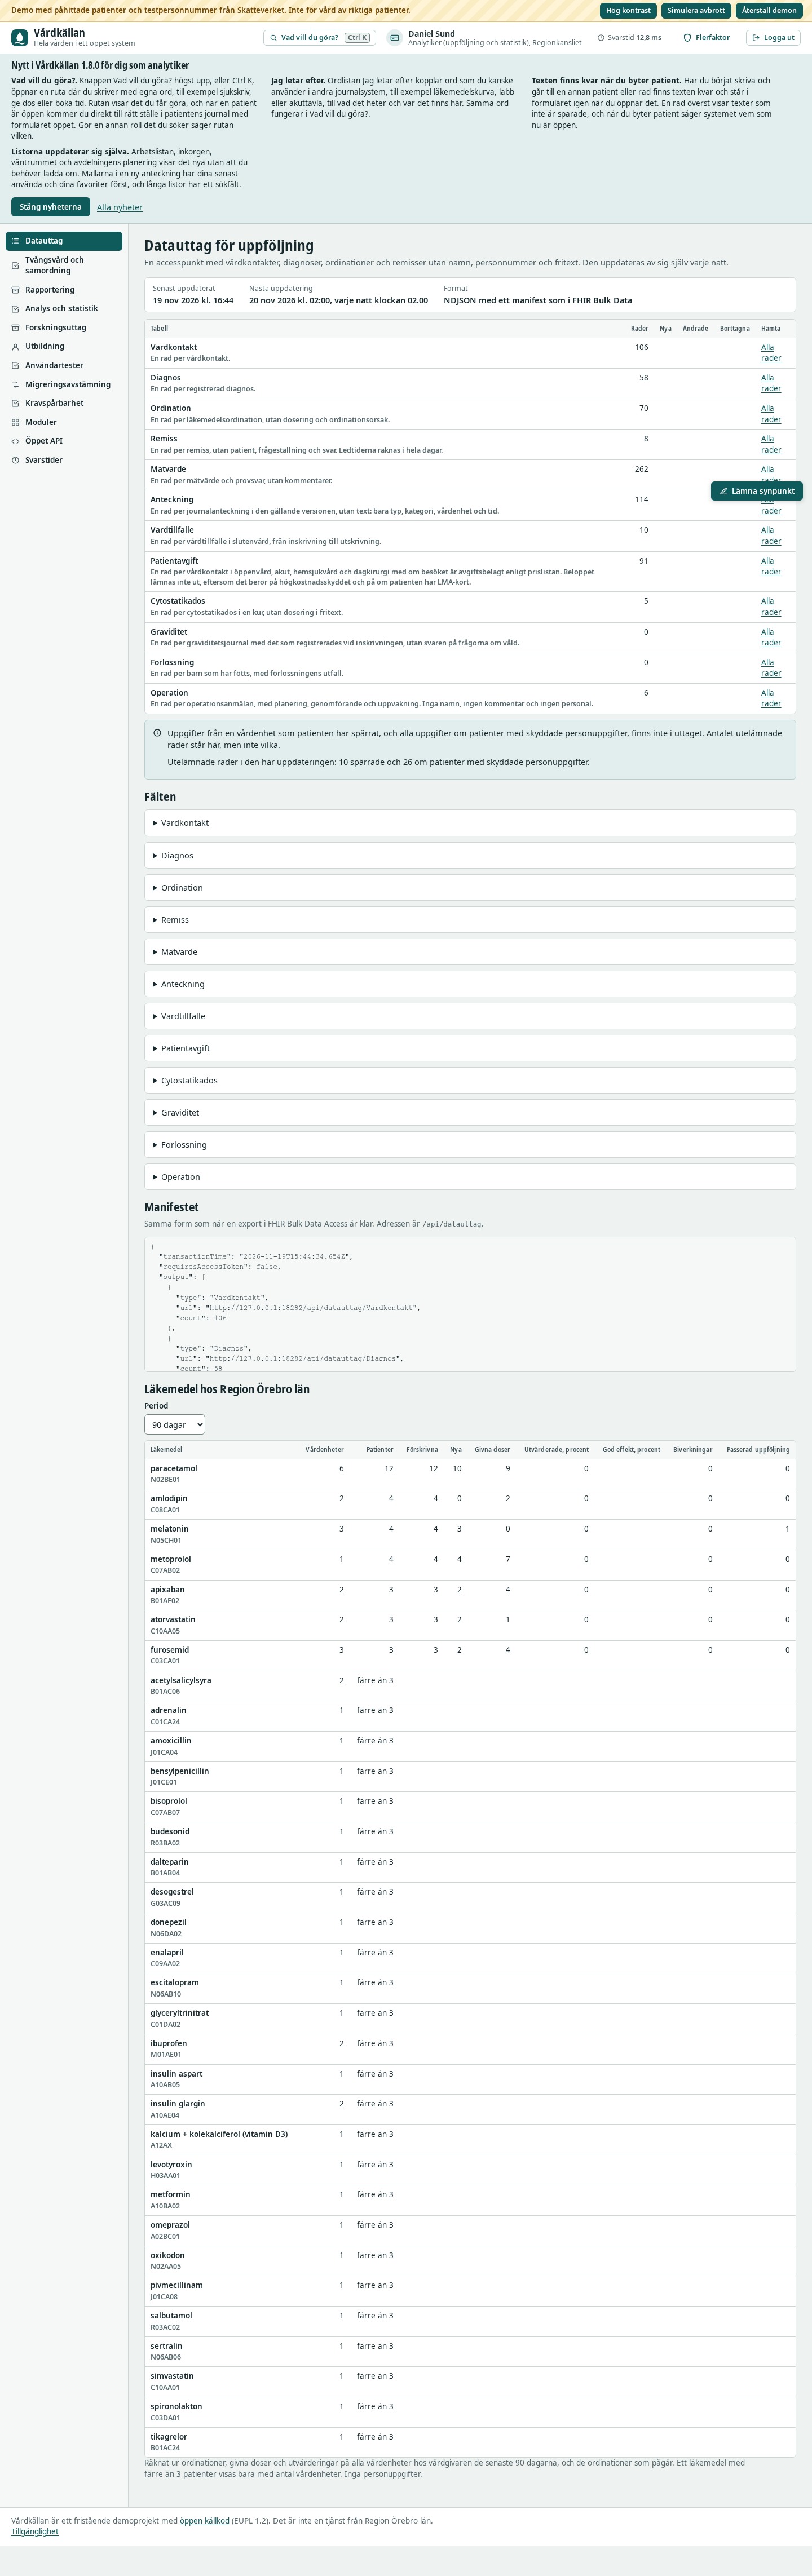 Demo med påhittade patienter och testpersonnummer från Skatteverket. Inte för vård av riktiga patienter.
Hög kontrast
Simulera avbrott
Återställ demon
Vårdkällan
Hela vården i ett öppet system
Vad vill du göra? Ctrl K
Daniel Sund
Analytiker (uppföljning och statistik), Regionkansliet
Svarstid 12,8 ms
Flerfaktor
Logga ut
Nytt i Vårdkällan 1.8.0 för dig som analytiker
Vad vill du göra?. Knappen Vad vill du göra? högst upp, eller Ctrl K,
öppnar en ruta där du skriver med egna ord, till exempel sjukskriv,
ge dos eller boka tid. Rutan visar det du får göra, och när en patient
är öppen kommer du direkt till rätt ställe i patientens journal med
formuläret öppet. Gör en annan roll det du söker säger rutan
vilken.
Jag letar efter. Ordlistan Jag letar efter kopplar ord som du kanske
använder i andra journalsystem, till exempel läkemedelslista, labb
eller akuttavla, till vad det heter och var det finns här. Samma ord
fungerar i Vad vill du göra?.
Texten finns kvar när du byter patient. Har du börjat skriva och
går till en annan patient eller rad finns texten kvar och står i
formuläret igen när du öppnar det. En rad överst visar texter som
inte är sparade, och när du byter patient säger systemet vem som
nu är öppen.
Listorna uppdaterar sig själva. Arbetslistan, inkorgen,
väntrummet och avdelningens planering visar det nya utan att du
behöver ladda om. Mallarna i en ny anteckning har dina senast
använda och dina favoriter först, och långa listor har ett sökfält.
Stäng nyheterna
Alla nyheter
Datauttag
Tvångsvård och
samordning
Rapportering
Analys och statistik
Forskningsuttag
Utbildning
Användartester
Migreringsavstämning
Kravspårbarhet
Moduler
Öppet API
Svarstider
Datauttag för uppföljning
En accesspunkt med vårdkontakter, diagnoser, ordinationer och remisser utan namn, personnummer och fritext. Den uppdateras av sig själv varje natt.
Senast uppdaterat
19 nov 2026 kl. 16:44
Nästa uppdatering
20 nov 2026 kl. 02:00, varje natt klockan 02.00
Format
NDJSON med ett manifest som i FHIR Bulk Data
Tabell Rader Nya Ändrade Borttagna Hämta
Vardkontakt 106 Alla rader
En rad per vårdkontakt.
Diagnos 58 Alla rader
En rad per registrerad diagnos.
Ordination 70 Alla rader
En rad per läkemedelsordination, utan dosering och ordinationsorsak.
Remiss 8 Alla rader
En rad per remiss, utan patient, frågeställning och svar. Ledtiderna räknas i hela dagar.
Matvarde 262 Alla rader
En rad per mätvärde och provsvar, utan kommentarer.
Lämna synpunkt
Anteckning 114 rader
En rad per journalanteckning i den gällande versionen, utan text: bara typ, kategori, vårdenhet och tid.
Vardtillfalle 10 Alla rader
En rad per vårdtillfälle i slutenvård, från inskrivning till utskrivning.
Patientavgift 91 Alla rader
En rad per vårdkontakt i öppenvård, akut, hemsjukvård och dagkirurgi med om besöket är avgiftsbelagt enligt prislistan. Beloppet
lämnas inte ut, eftersom det beror på högkostnadsskyddet och på om patienten har LMA-kort.
Cytostatikados 5 Alla rader
En rad per cytostatikados i en kur, utan dosering i fritext.
Graviditet 0 Alla rader
En rad per graviditetsjournal med det som registrerades vid inskrivningen, utan svaren på frågorna om våld.
Forlossning 0 Alla rader
En rad per barn som har fötts, med förlossningens utfall.
Operation 6 Alla rader
En rad per operationsanmälan, med planering, genomförande och uppvakning. Inga namn, ingen kommentar och ingen personal.
Uppgifter från en vårdenhet som patienten har spärrat, och alla uppgifter om patienter med skyddade personuppgifter, finns inte i uttaget. Antalet utelämnade
rader står här, men inte vilka.
Utelämnade rader i den här uppdateringen: 10 spärrade och 26 om patienter med skyddade personuppgifter.
Fälten
Vardkontakt
Diagnos
Ordination
Remiss
Matvarde
Anteckning
Vardtillfalle
Patientavgift
Cytostatikados
Graviditet
Forlossning
Operation
Manifestet
Samma form som när en export i FHIR Bulk Data Access är klar. Adressen är /api/datauttag.
{
"transactionTime": "2026-11-19T15:44:34.654Z",
"requiresAccessToken": false,
"output": [
{
"type": "Vardkontakt",
"url": "http://127.0.0.1:18282/api/datauttag/Vardkontakt",
"count": 106
},
{
"type": "Diagnos",
"url": "http://127.0.0.1:18282/api/datauttag/Diagnos",
"count": 58
Läkemedel hos Region Örebro län
Period
90 dagar
Läkemedel Vårdenheter Patienter Förskrivna Nya Givna doser Utvärderade, procent God effekt, procent Biverkningar Passerad uppföljning
paracetamol 6 12 12 10 9 0 0 0
N02BE01
amlodipin 2 4 4 0 2 0 0 0
C08CA01
melatonin 3 4 4 3 0 0 0 1
N05CH01
metoprolol 1 4 4 4 7 0 0 0
C07AB02
apixaban 2 3 3 2 4 0 0 0
B01AF02
atorvastatin 2 3 3 2 1 0 0 0
C10AA05
furosemid 3 3 3 2 4 0 0 0
C03CA01
acetylsalicylsyra 2 färre än 3
B01AC06
adrenalin 1 färre än 3
C01CA24
amoxicillin 1 färre än 3
J01CA04
bensylpenicillin 1 färre än 3
J01CE01
bisoprolol 1 färre än 3
C07AB07
budesonid 1 färre än 3
R03BA02
dalteparin 1 färre än 3
B01AB04
desogestrel 1 färre än 3
G03AC09
donepezil 1 färre än 3
N06DA02
enalapril 1 färre än 3
C09AA02
escitalopram 1 färre än 3
N06AB10
glyceryltrinitrat 1 färre än 3
C01DA02
ibuprofen 2 färre än 3
M01AE01
insulin aspart 1 färre än 3
A10AB05
insulin glargin 2 färre än 3
A10AE04
kalcium + kolekalciferol (vitamin D3) 1 färre än 3
A12AX
levotyroxin 1 färre än 3
H03AA01
metformin 1 färre än 3
A10BA02
omeprazol 1 färre än 3
A02BC01
oxikodon 1 färre än 3
N02AA05
pivmecillinam 1 färre än 3
J01CA08
salbutamol 1 färre än 3
R03AC02
sertralin 1 färre än 3
N06AB06
simvastatin 1 färre än 3
C10AA01
spironolakton 1 färre än 3
C03DA01
tikagrelor 1 färre än 3
B01AC24
Räknat ur ordinationer, givna doser och utvärderingar på alla vårdenheter hos vårdgivaren de senaste 90 dagarna, och de ordinationer som pågår. Ett läkemedel med
färre än 3 patienter visas bara med antal vårdenheter. Inga personuppgifter.
Vårdkällan är ett fristående demoprojekt med öppen källkod (EUPL 1.2). Det är inte en tjänst från Region Örebro län.
Tillgänglighet